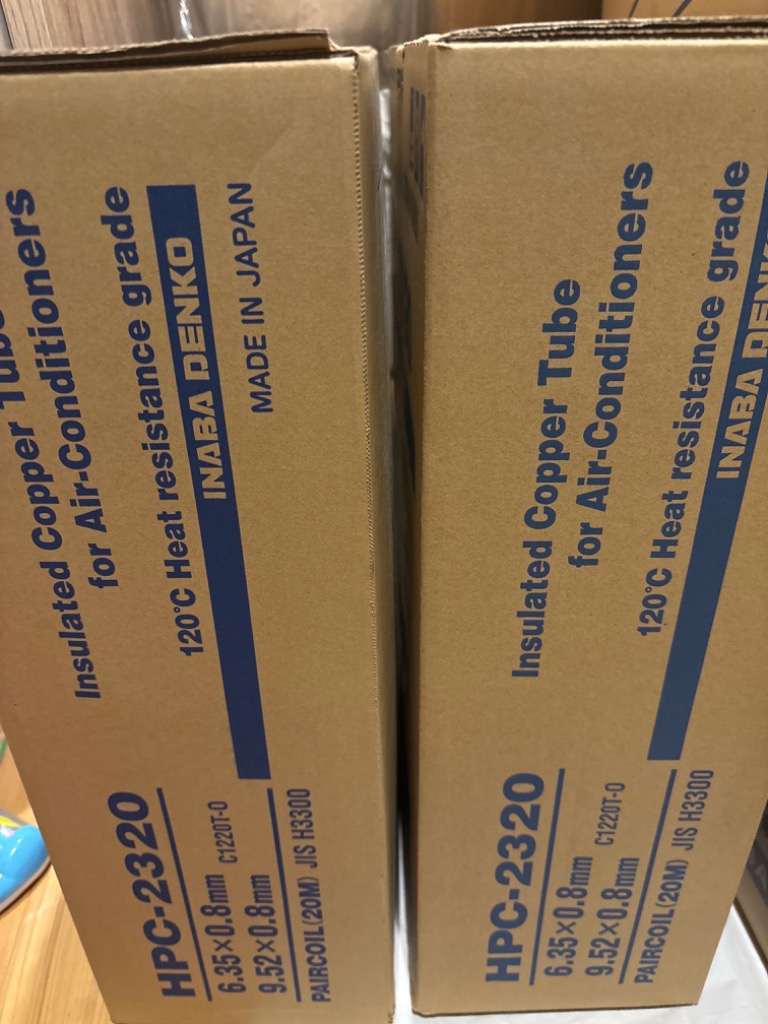 Insulated Copper Tube
for Air-Conditioners
120°C Heat resistance grade
INABA DENKO
MADE IN JAPAN
HPC-2320
6.35×0.8mm C1220T-O
9.52×0.8mm
PAIRCOIL(20M) JIS H3300
Insulated Copper Tube
for Air-Conditioners
120°C Heat resistance grade
INABA DENKO
HPC-2320
6.35×0.8mm C1220T-O
9.52×0.8mm
PAIRCOIL(20M) JIS H3300